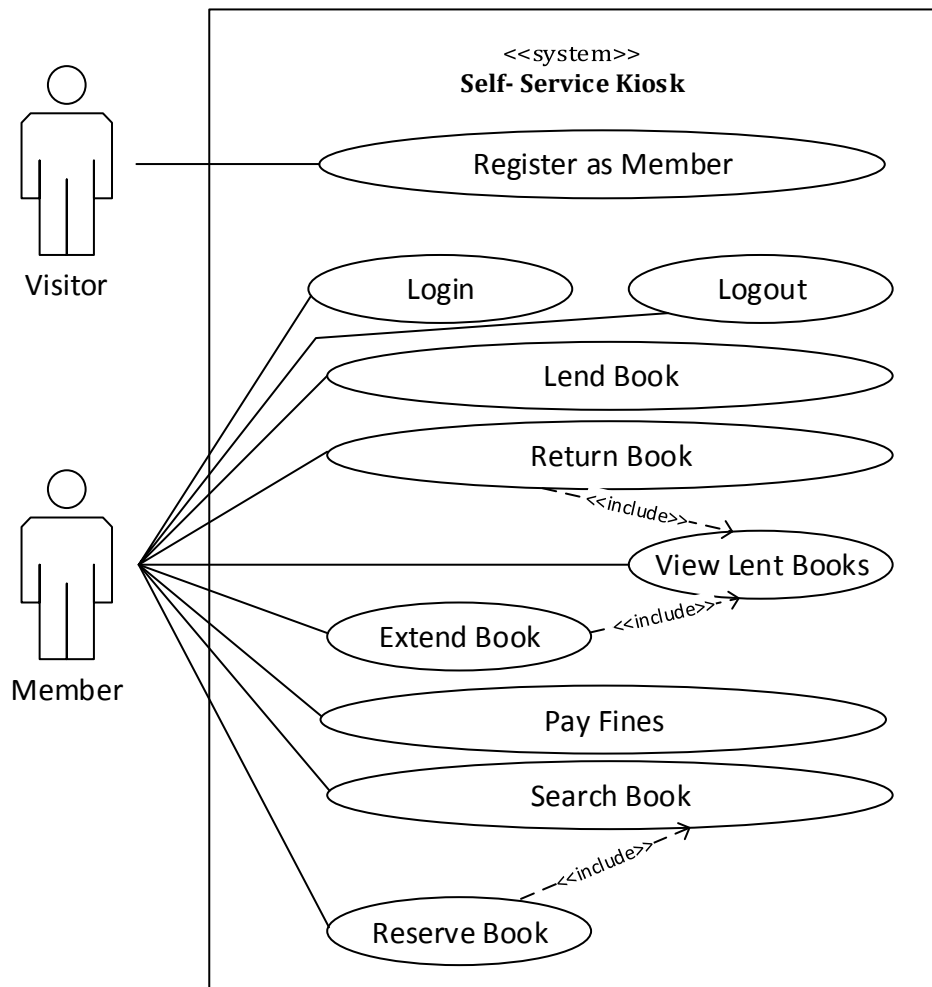 <<system>>
Self- Service Kiosk
Register as Member
Visitor
Login
Logout
Lend Book
Return Book
<<include>>
View Lent Books
Extend Book
<<include>>
Member
Pay Fines
Search Book
<<include>>
Reserve Book